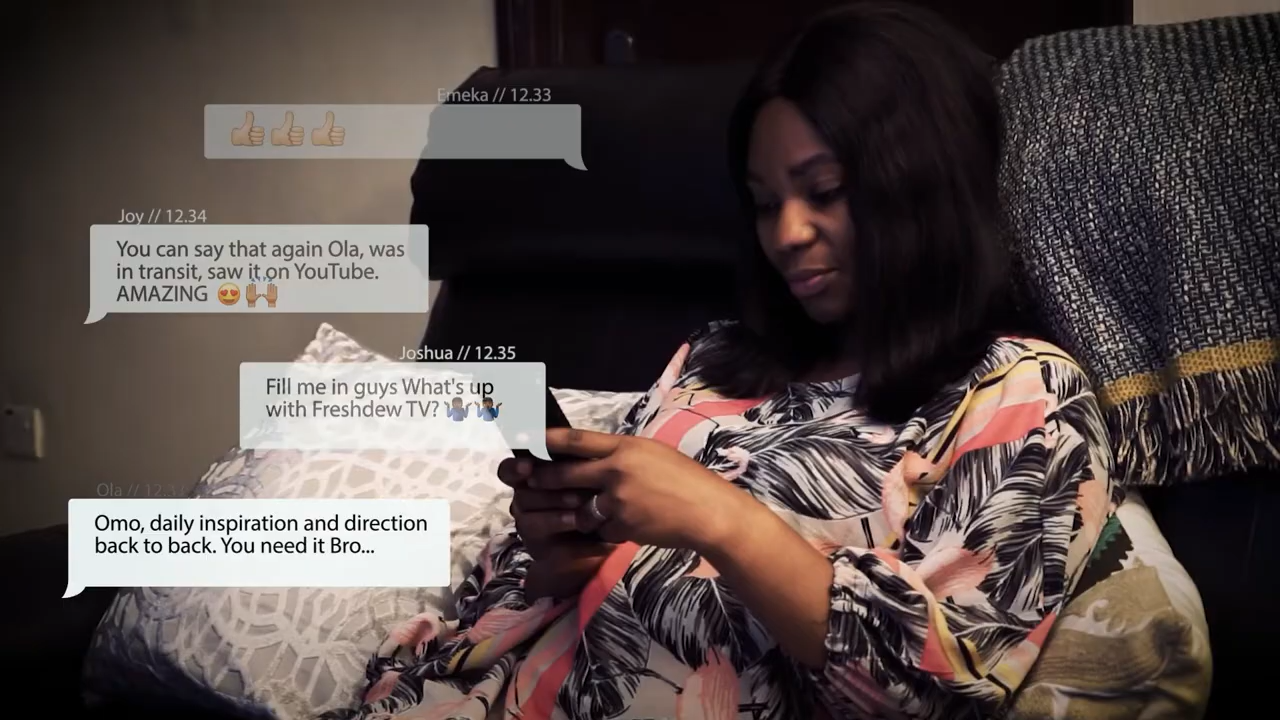 Emeka // 12.33
👍🏼👍🏼👍🏼
Joy // 12.34
You can say that again Ola, was
in transit, saw it on YouTube.
AMAZING 😍🙌🏽
Joshua // 12.35
Fill me in guys What's up
with Freshdew TV? 🤷🏽‍♂️🤷🏾‍♂️
Ola //
Omo, daily inspiration and direction
back to back. You need it Bro...